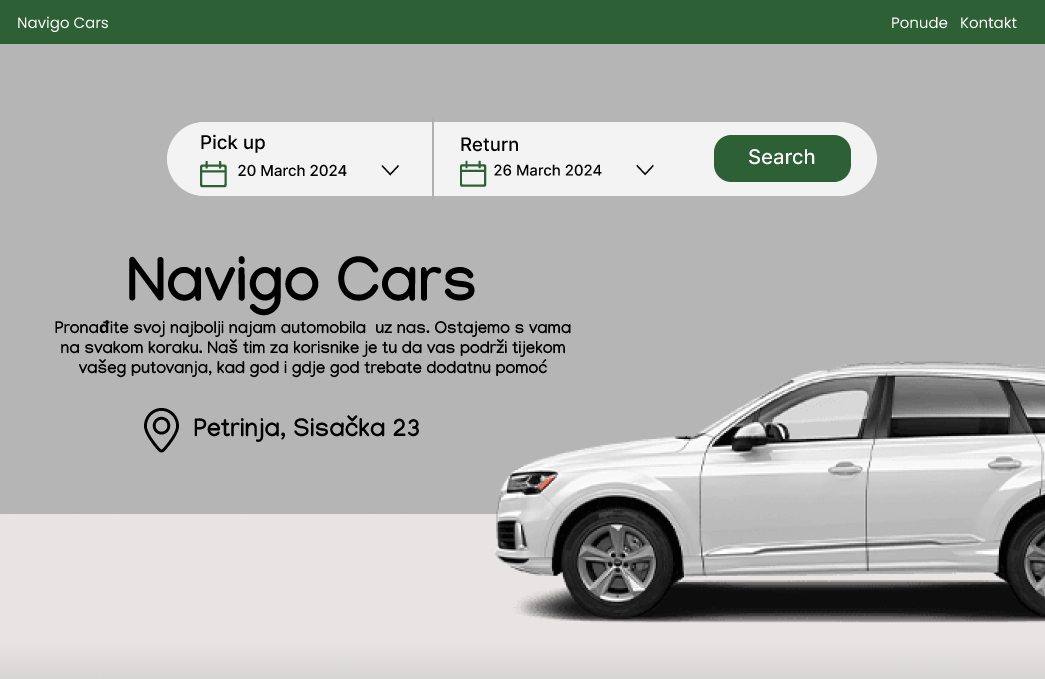 Navigo Cars
Ponude Kontakt
Pick up
20 March 2024
Return
26 March 2024
Search
Navigo Cars
Pronađite svoj najbolji najam automobila  uz nas. Ostajemo s vama
na svakom koraku. Naš tim za korisnike je tu da vas podrži tijekom
vašeg putovanja, kad god i gdje god trebate dodatnu pomoć
Petrinja, Sisačka 23